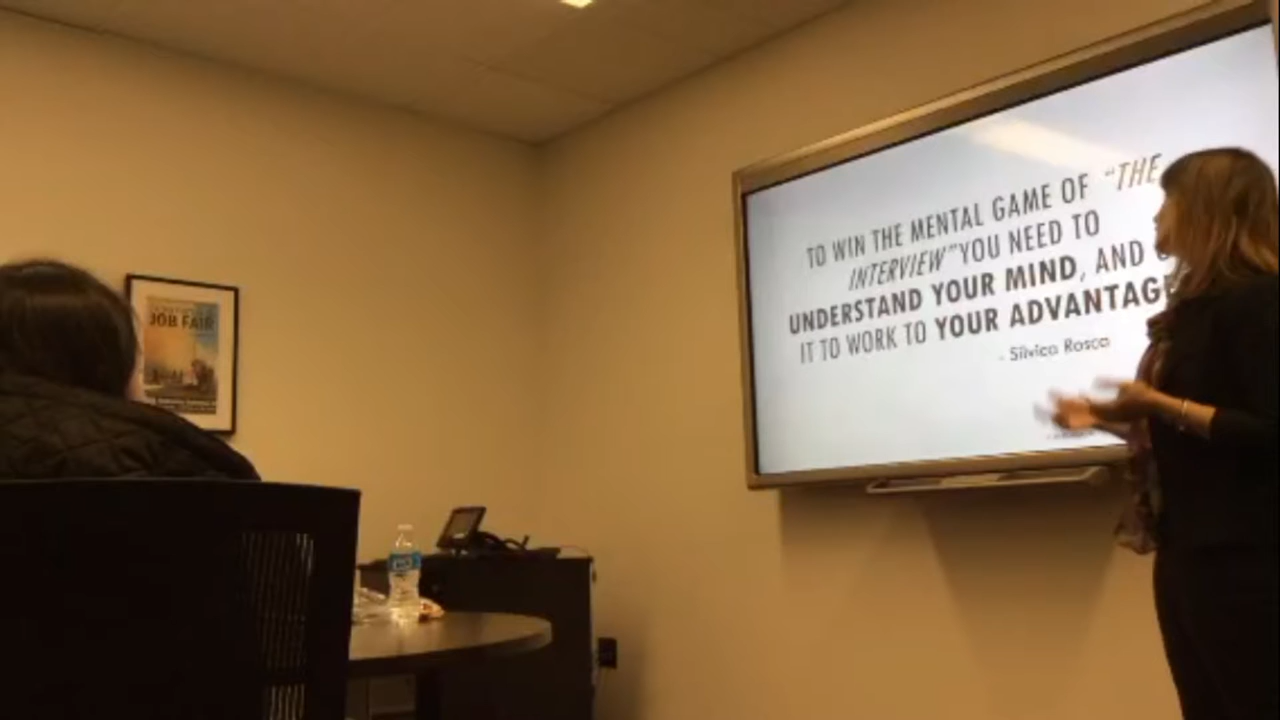 JOB FAIR
TO WIN THE MENTAL GAME OF "THE
INTERVIEW" YOU NEED TO
UNDERSTAND YOUR MIND, AND
IT TO WORK TO YOUR ADVANTAGE
- Silvica Rosca